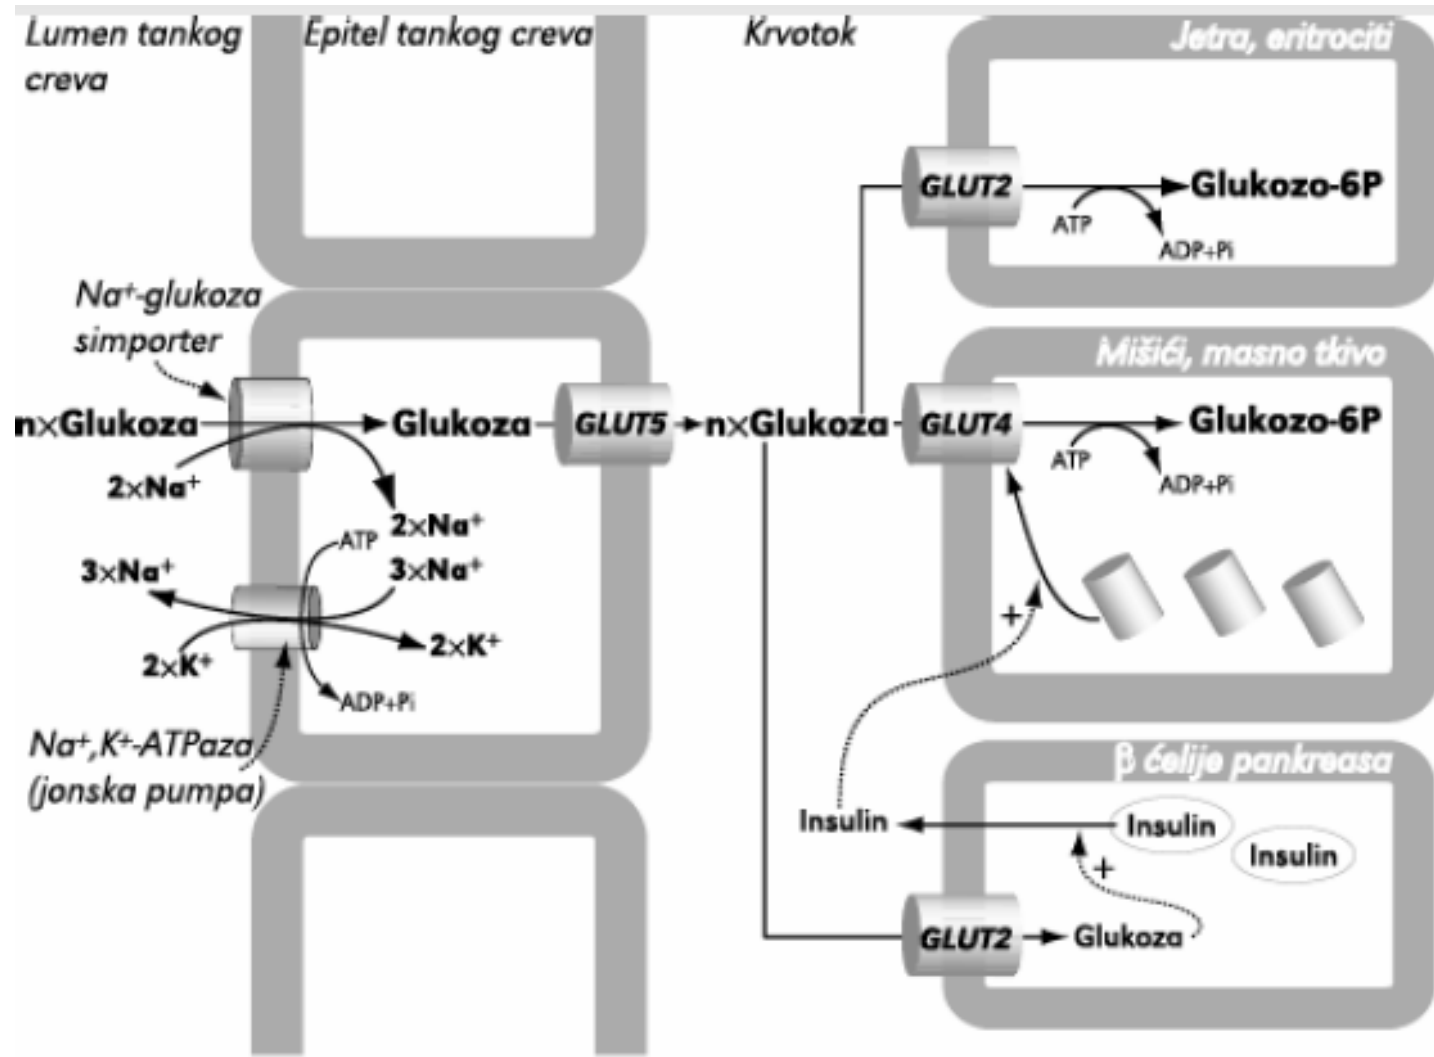 Lumen tankog
creva
Epitel tankog creva
Krvotok
Jetra, eritrociti
GLUT2
Glukozo-6P
ATP
ADP+Pi
Na⁺-glukoza
simporter
Mišići, masno tkivo
n×Glukoza
Glukoza
GLUT5
n×Glukoza
GLUT4
Glukozo-6P
ATP
ADP+Pi
2×Na⁺
2×Na⁺
ATP
3×Na⁺
3×Na⁺
+
2×K⁺
2×K⁺
ADP+Pi
Na⁺,K⁺-ATPaza
(jonska pumpa)
β ćelije pankreasa
Insulin
Insulin
Insulin
+
GLUT2
Glukoza